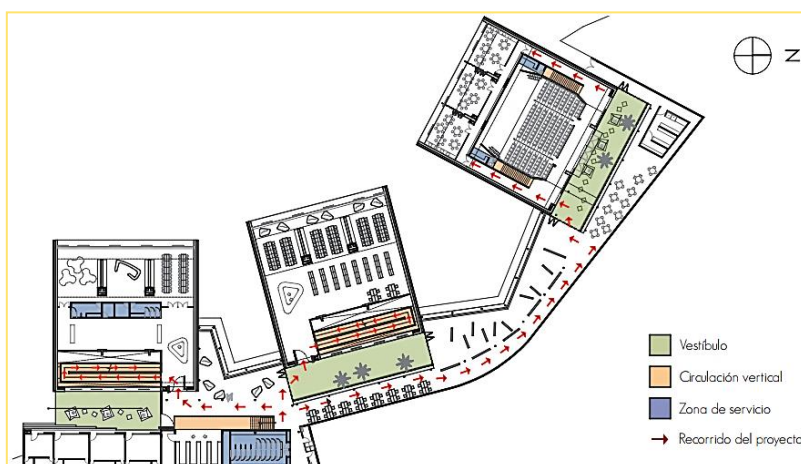 N
Vestíbulo
Circulación vertical
Zona de servicio
Recorrido del proyecto